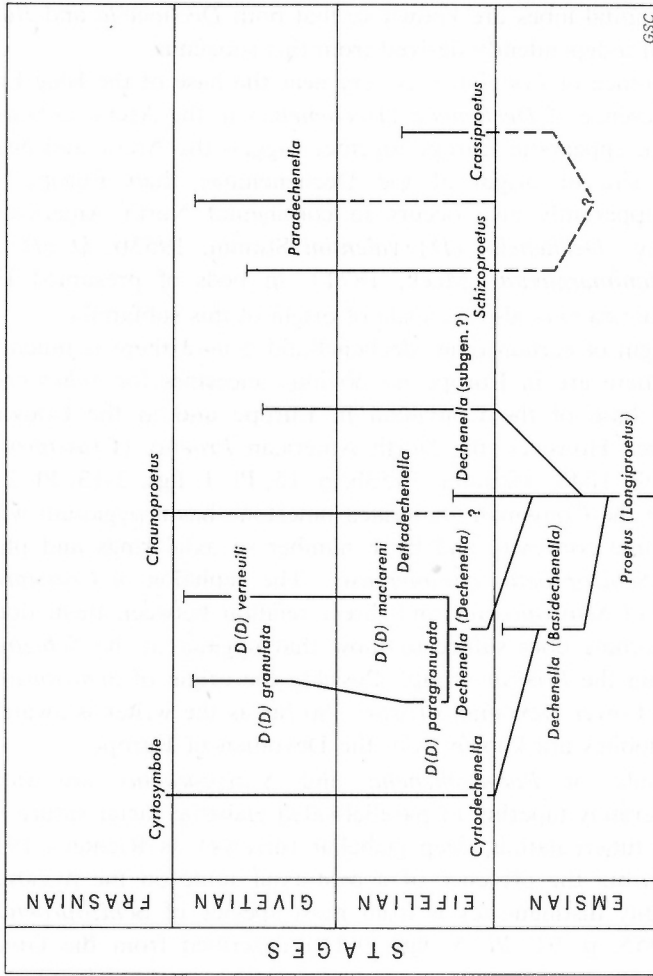 STAGES
FRASNIAN
GIVETIAN
EIFELIAN
EMSIAN
Cyrtosymbole
Chaunoproetus
D(D) verneuili
D(D) granulata
Paradechenella
D(D) maclareni
Deltadechenella
Dechenella (subgen. ?)
Schizoproetus
Crassiproetus
D(D) paragranulata
Cyrtodechenella
Dechenella (Dechenella)
?
Dechenella (Basidechenella)
Proetus (Longiproetus)
?
GSC